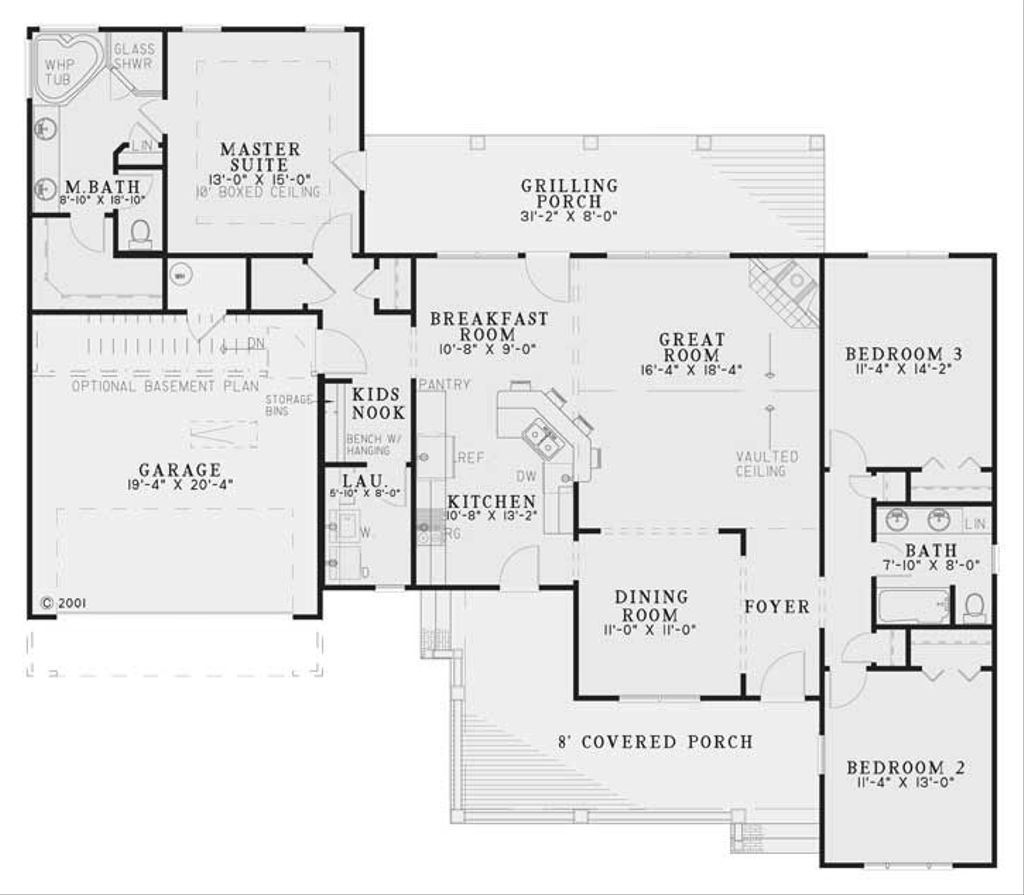 GLASS
SHWR
WHP
TUB
LIN
MASTER
SUITE
13'-0" X 15'-0"
10' BOXED CEILING
M.BATH
8'-10" X 18'-10"
GRILLING
PORCH
31'-2" X 8'-0"
WH
BREAKFAST
ROOM
10'-8" X 9'-0"
GREAT
ROOM
16'-4" X 18'-4"
BEDROOM 3
11'-4" X 14'-2"
DN
OPTIONAL BASEMENT PLAN
STORAGE
BINS
KIDS
NOOK
BENCH W/
HANGING
PANTRY
REF
DW
VAULTED
CEILING
GARAGE
19'-4" X 20'-4"
LAU.
5'-10" X 8'-0"
KITCHEN
10'-8" X 13'-2"
RG
W
D
LIN
BATH
7'-10" X 8'-0"
DINING
ROOM
11'-0" X 11'-0"
FOYER
© 2001
8' COVERED PORCH
BEDROOM 2
11'-4" X 13'-0"